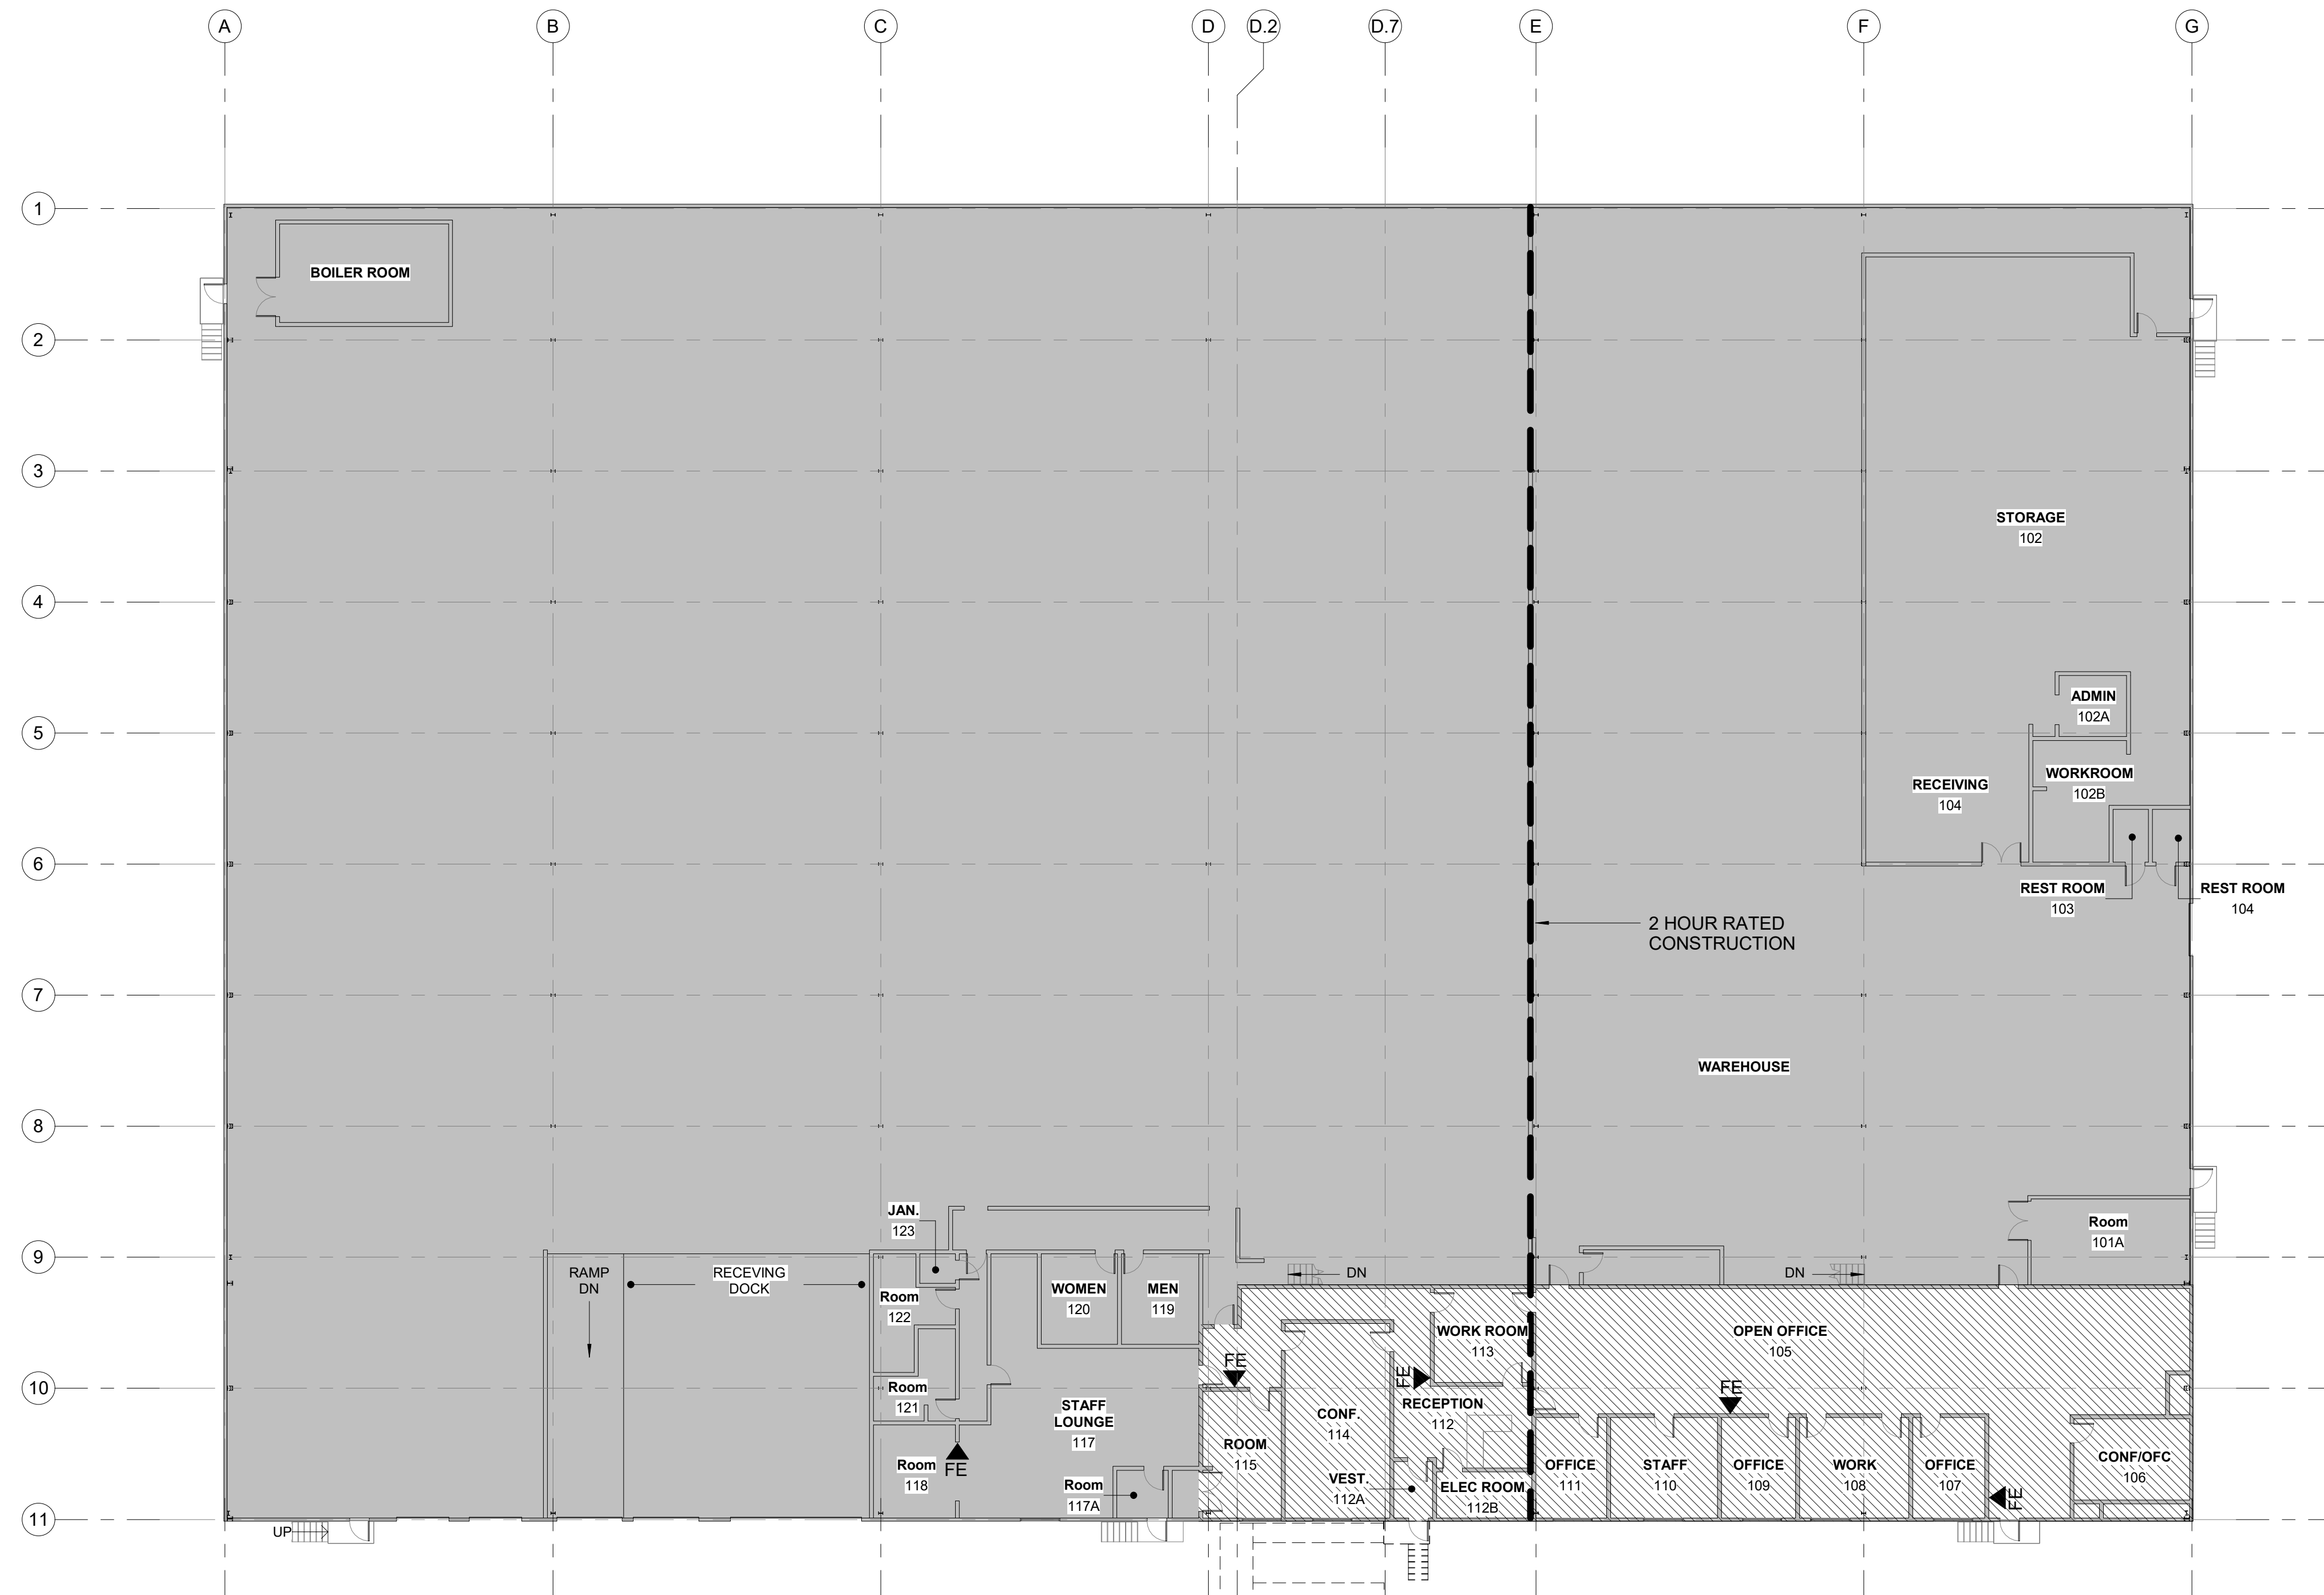 A
B
C
D
D.2
D.7
E
F
G
1
BOILER ROOM
2
3
STORAGE
102
4
ADMIN
102A
5
WORKROOM
102B
RECEIVING
104
6
REST ROOM
103
REST ROOM
104
2 HOUR RATED
CONSTRUCTION
7
WAREHOUSE
8
JAN.
123
Room
101A
9
RAMP
DN
RECEVING
DOCK
DN
DN
WOMEN
120
MEN
119
Room
122
WORK ROOM
113
OPEN OFFICE
105
FE
FE
FE
10
Room
121
STAFF
LOUNGE
117
RECEPTION
112
CONF.
114
ROOM
115
Room
118
FE
Room
117A
VEST.
112A
ELEC ROOM
112B
OFFICE
111
STAFF
110
OFFICE
109
WORK
108
OFFICE
107
CONF/OFC
106
FE
11
UP